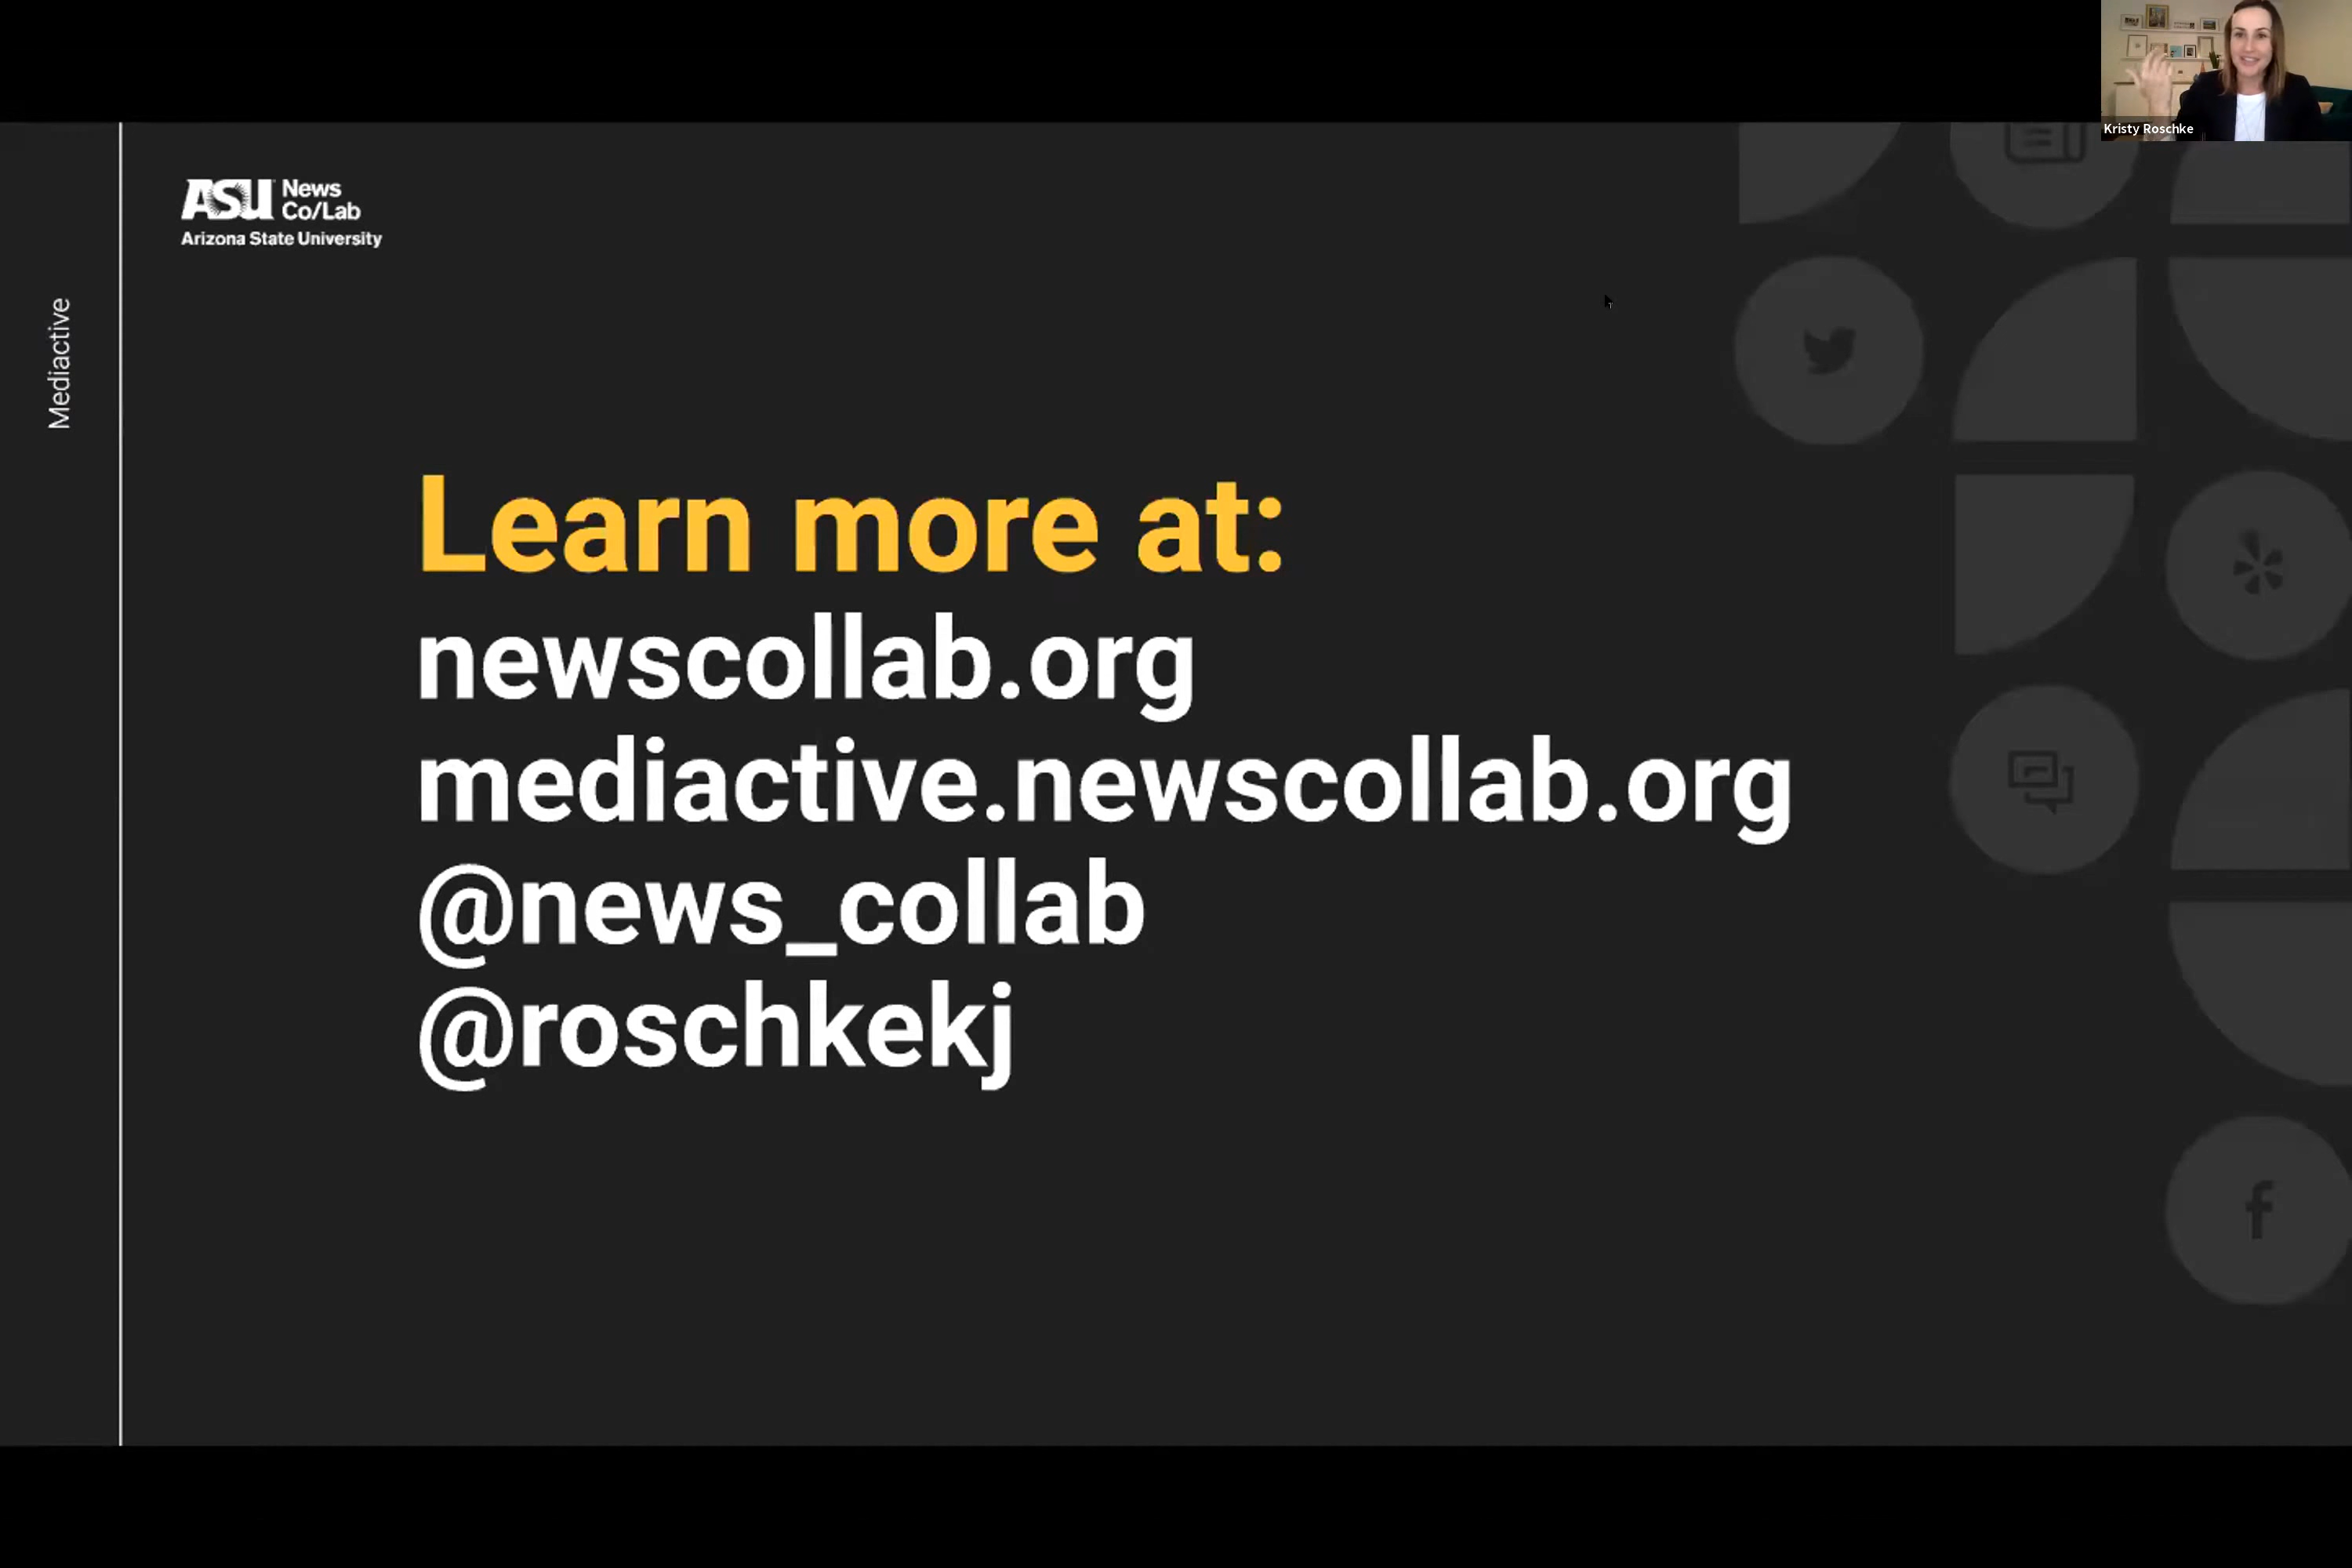 Kristy Roschke
ASU News
Co/Lab
Arizona State University
Mediactive
Learn more at:
newscollab.org
mediactive.newscollab.org
@news_collab
@roschkekj